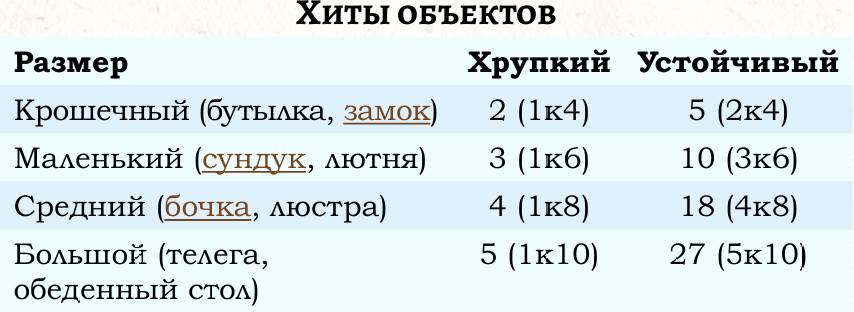 Хиты объектов
Размер Хрупкий Устойчивый
Крошечный (бутылка, замок) 2 (1к4) 5 (2к4)
Маленький (сундук, лютня) 3 (1к6) 10 (3к6)
Средний (бочка, люстра) 4 (1к8) 18 (4к8)
Большой (телега, 5 (1к10) 27 (5к10)
обеденный стол)